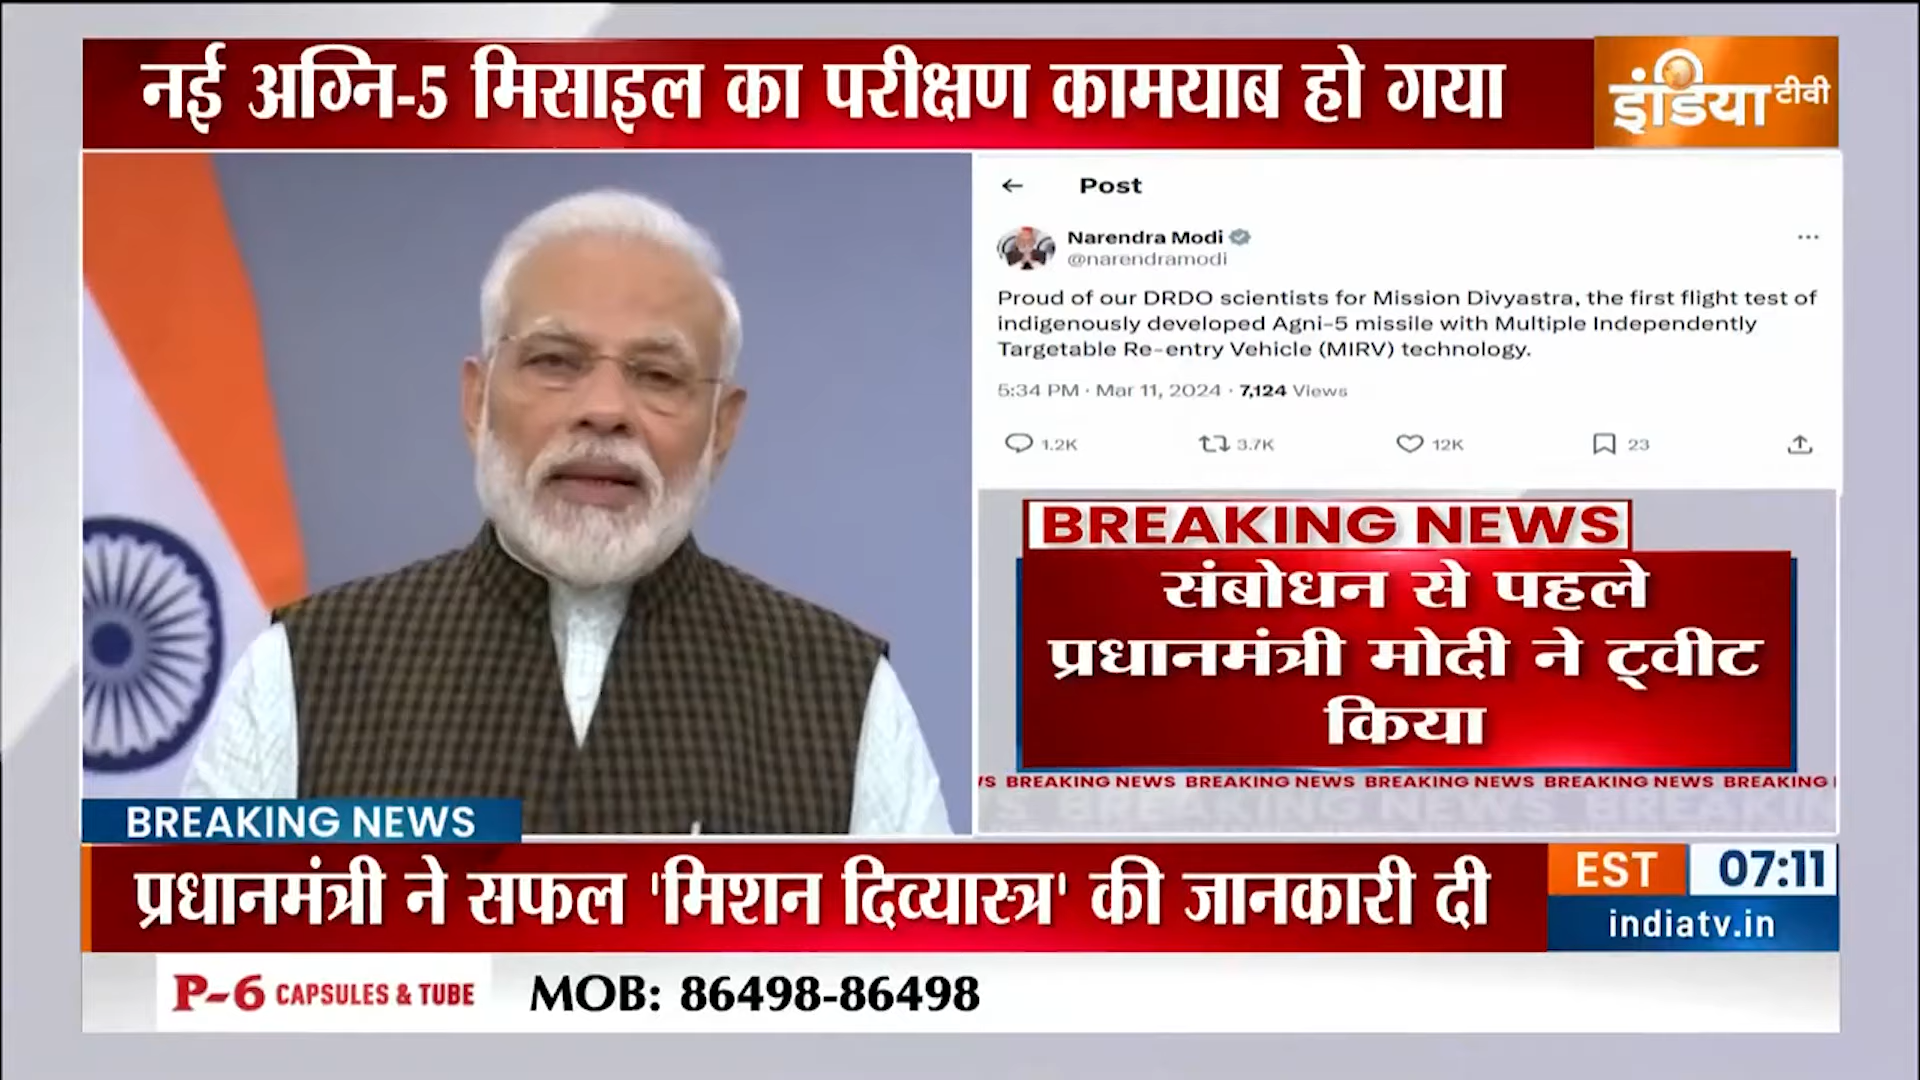 नई अग्नि-5 मिसाइल का परीक्षण कामयाब हो गया
इंडिया टीवी
Post
Narendra Modi
@narendramodi
Proud of our DRDO scientists for Mission Divyastra, the first flight test of
indigenously developed Agni-5 missile with Multiple Independently
Targetable Re-entry Vehicle (MIRV) technology.
5:34 PM · Mar 11, 2024 · 7,124 Views
1.2K 3.7K 12K 23
BREAKING NEWS
संबोधन से पहले
प्रधानमंत्री मोदी ने ट्वीट
किया
BREAKING NEWS BREAKING NEWS BREAKING NEWS BREAKING NEWS BREAKING
BREAKING NEWS BREAKIN
BREAKING NEWS
प्रधानमंत्री ने सफल 'मिशन दिव्यास्त्र' की जानकारी दी
EST 07:11
indiatv.in
P-6 CAPSULES & TUBE MOB: 86498-86498